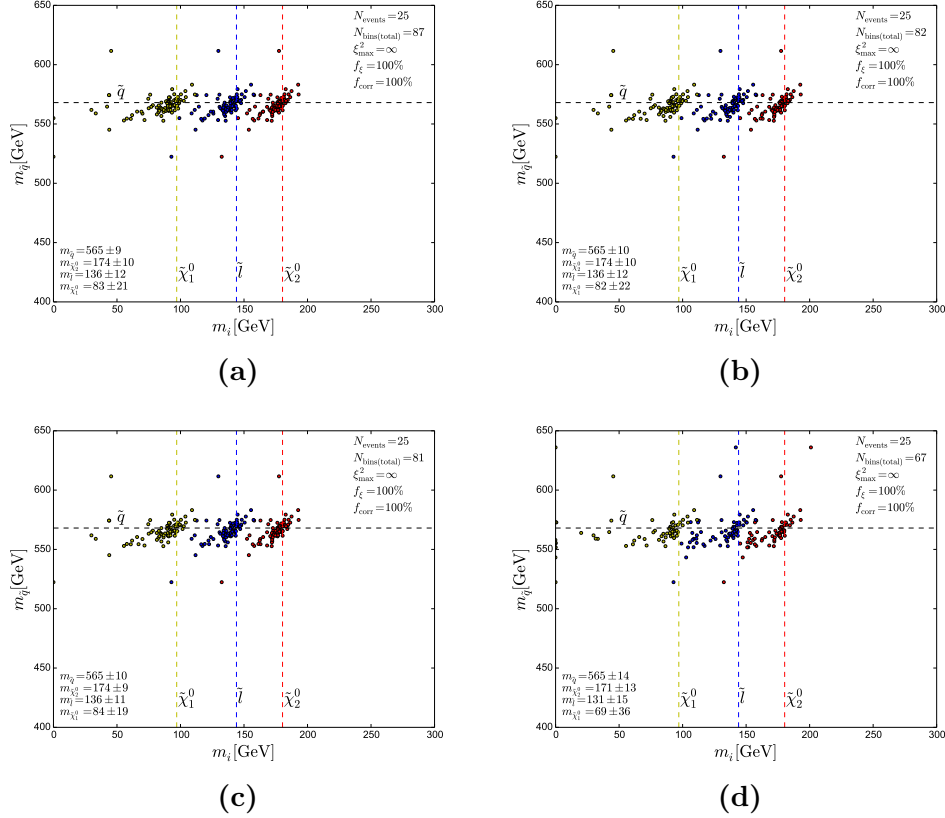 650
600
550
500
450
400
0 50 100 150 200 250 300
m_q̃ [GeV]
m_i [GeV]
N_events =25
N_bins(total) =87
ξ²_max =∞
f_ξ =100%
f_corr =100%
q̃
m_q̃ =565±9
m_χ̃⁰₂ =174±10
m_l̃ =136±12
m_χ̃⁰₁ =83±21
χ̃⁰₁ l̃ χ̃⁰₂
(a)
650
600
550
500
450
400
0 50 100 150 200 250 300
m_q̃ [GeV]
m_i [GeV]
N_events =25
N_bins(total) =82
ξ²_max =∞
f_ξ =100%
f_corr =100%
q̃
m_q̃ =565±10
m_χ̃⁰₂ =174±10
m_l̃ =136±12
m_χ̃⁰₁ =82±22
χ̃⁰₁ l̃ χ̃⁰₂
(b)
650
600
550
500
450
400
0 50 100 150 200 250 300
m_q̃ [GeV]
m_i [GeV]
N_events =25
N_bins(total) =81
ξ²_max =∞
f_ξ =100%
f_corr =100%
q̃
m_q̃ =565±10
m_χ̃⁰₂ =174±9
m_l̃ =136±11
m_χ̃⁰₁ =84±19
χ̃⁰₁ l̃ χ̃⁰₂
(c)
650
600
550
500
450
400
0 50 100 150 200 250 300
m_q̃ [GeV]
m_i [GeV]
N_events =25
N_bins(total) =67
ξ²_max =∞
f_ξ =100%
f_corr =100%
q̃
m_q̃ =565±14
m_χ̃⁰₂ =171±13
m_l̃ =131±15
m_χ̃⁰₁ =69±36
χ̃⁰₁ l̃ χ̃⁰₂
(d)